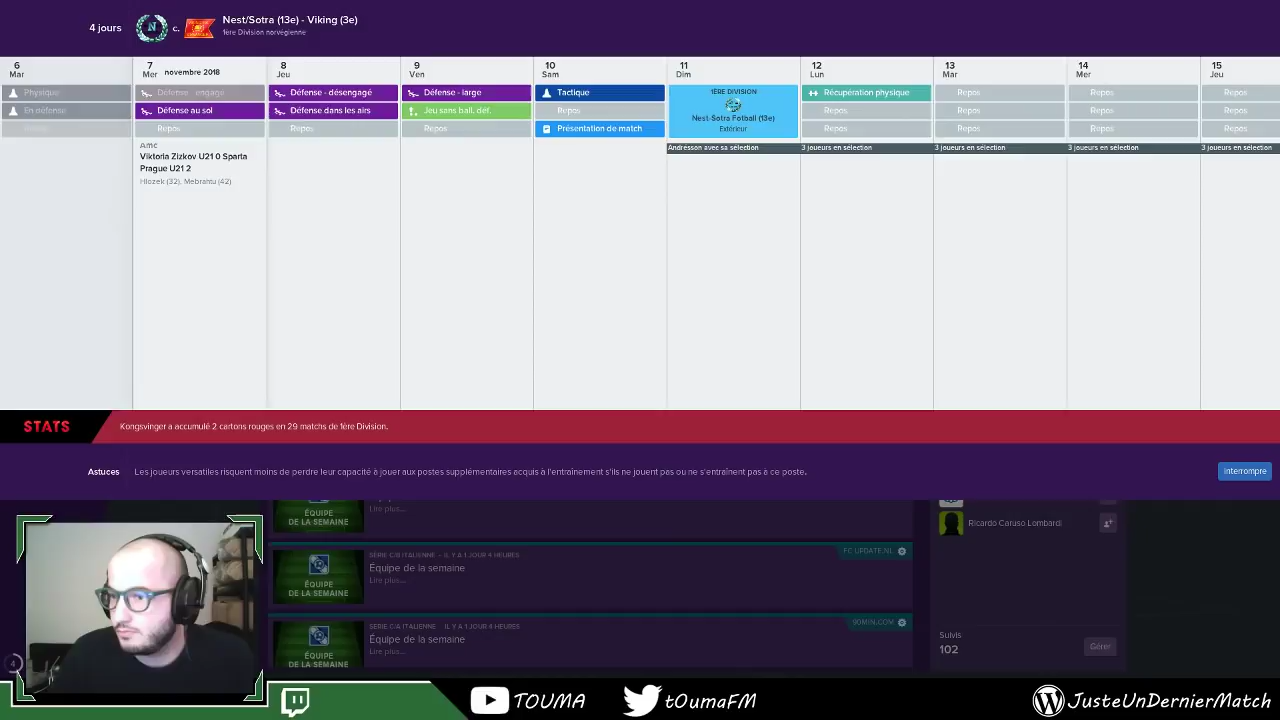 4 jours
c.
Nest/Sotra (13e) - Viking (3e)
1ère Division norvégienne
6
Mar
7
Mer novembre 2018
8
Jeu
9
Ven
10
Sam
11
Dim
12
Lun
13
Mar
14
Mer
15
Jeu
Physique
Défense - engagé
Défense - désengagé
Défense - large
Tactique
1ÈRE DIVISION
Récupération physique
Repos
Repos
Repos
En défense
Défense au sol
Défense dans les airs
Jeu sans ball. déf.
Repos
Nest-Sotra Fotball (13e)
Repos
Repos
Repos
Repos
Repos
Repos
Repos
Repos
Présentation de match
Extérieur
Repos
Repos
Repos
Repos
Amc
Viktoria Zizkov U21 0 Sparta
Prague U21 2
Hlozek (32), Mebrahtu (42)
Andrésson avec sa sélection
3 joueurs en sélection
3 joueurs en sélection
3 joueurs en sélection
3 joueurs en sélection
STATS
Kongsvinger a accumulé 2 cartons rouges en 29 matchs de 1ère Division.
Astuces
Les joueurs versatiles risquent moins de perdre leur capacité à jouer aux postes supplémentaires acquis à l'entraînement s'ils ne jouent pas ou ne s'entraînent pas à ce poste.
Interrompre
ÉQUIPE
DE LA SEMAINE
Lire plus...
Ricardo Caruso Lombardi
SÉRIE C/B ITALIENNE - IL Y A 1 JOUR 4 HEURES
FC UPDATE.NL
Équipe de la semaine
Lire plus...
ÉQUIPE
DE LA SEMAINE
SÉRIE C/A ITALIENNE - IL Y A 1 JOUR 4 HEURES
90MIN.COM
Équipe de la semaine
Lire plus...
ÉQUIPE
DE LA SEMAINE
Suivis
102
Gérer
TOUMA
tOumaFM
JusteUnDernierMatch